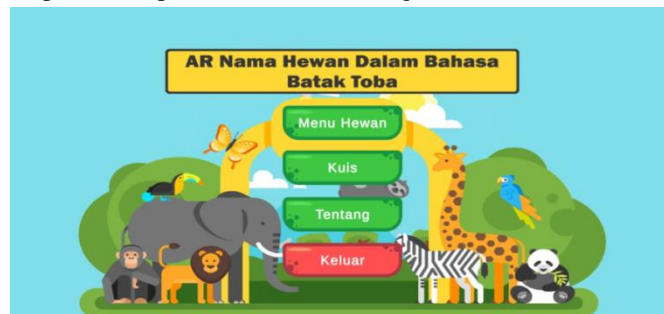 AR Nama Hewan Dalam Bahasa
Batak Toba
Menu Hewan
Kuis
Tentang
Keluar